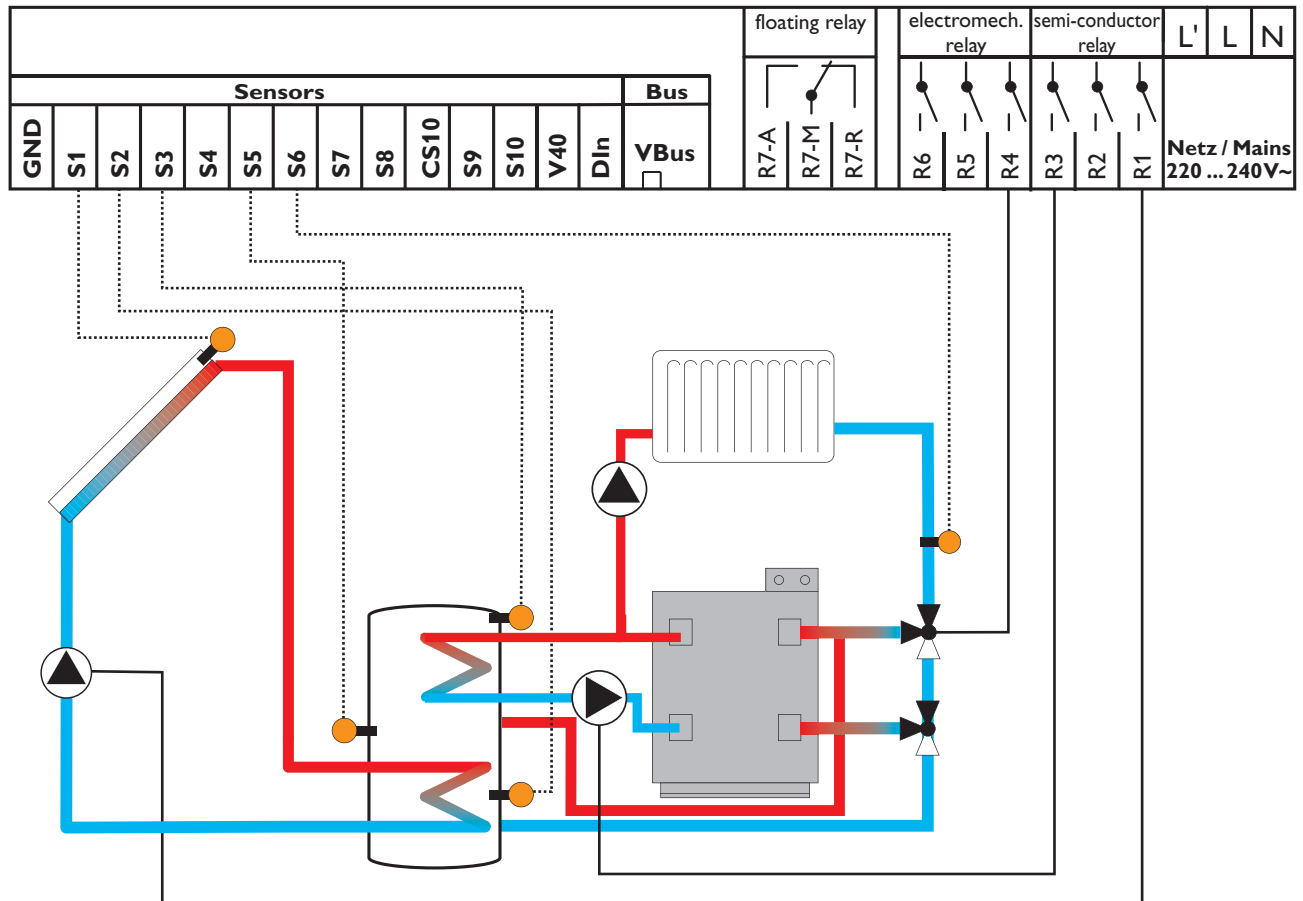 floating relay
electromech. relay
semi-conductor relay
L' L N
Sensors
Bus
GND S1 S2 S3 S4 S5 S6 S7 S8 CS10 S9 S10 V40 DIn
VBus
R7-A R7-M R7-R
R6 R5 R4 R3 R2 R1
Netz / Mains
220 ... 240V~